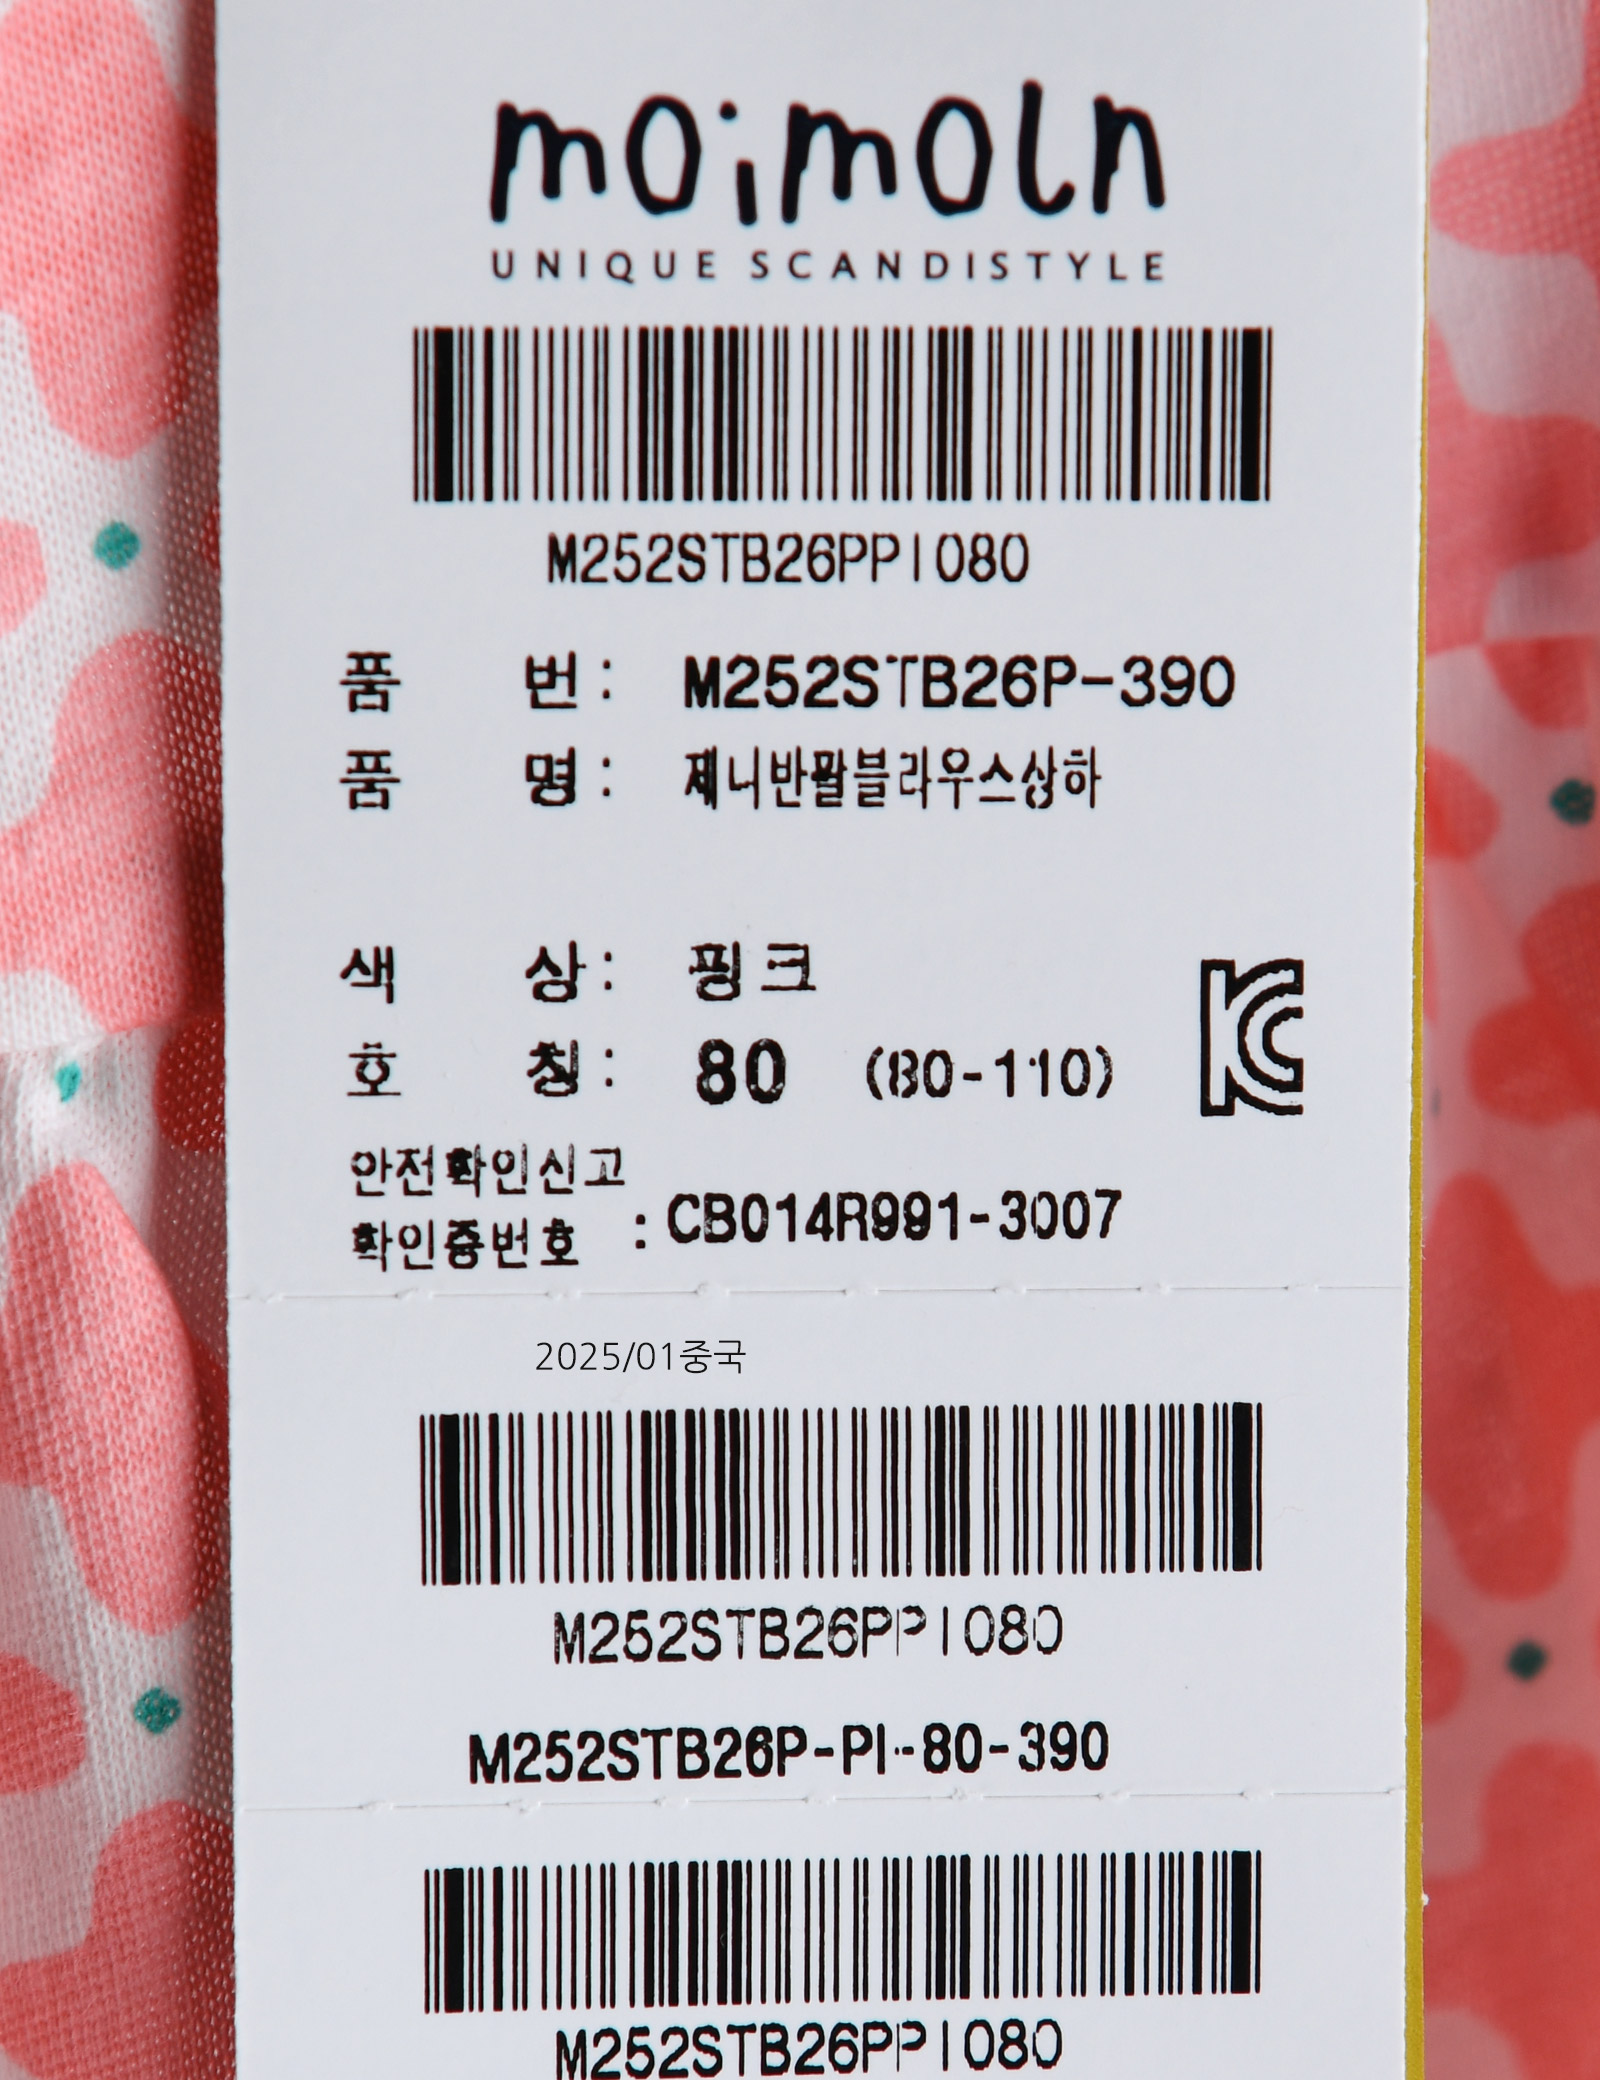 moimoln
UNIQUE SCANDISTYLE
M252STB26PPI080
품 번 : M252STB26P-390
품 명 : 제니반팔블라우스상하
색 상 : 핑크
호 칭 : 80 (80-110)
안전확인신고
확인증번호 : CB014R991-3007
2025/01중국
M252STB26PPI080
M252STB26P-PI-80-390
M252STB26PPI080